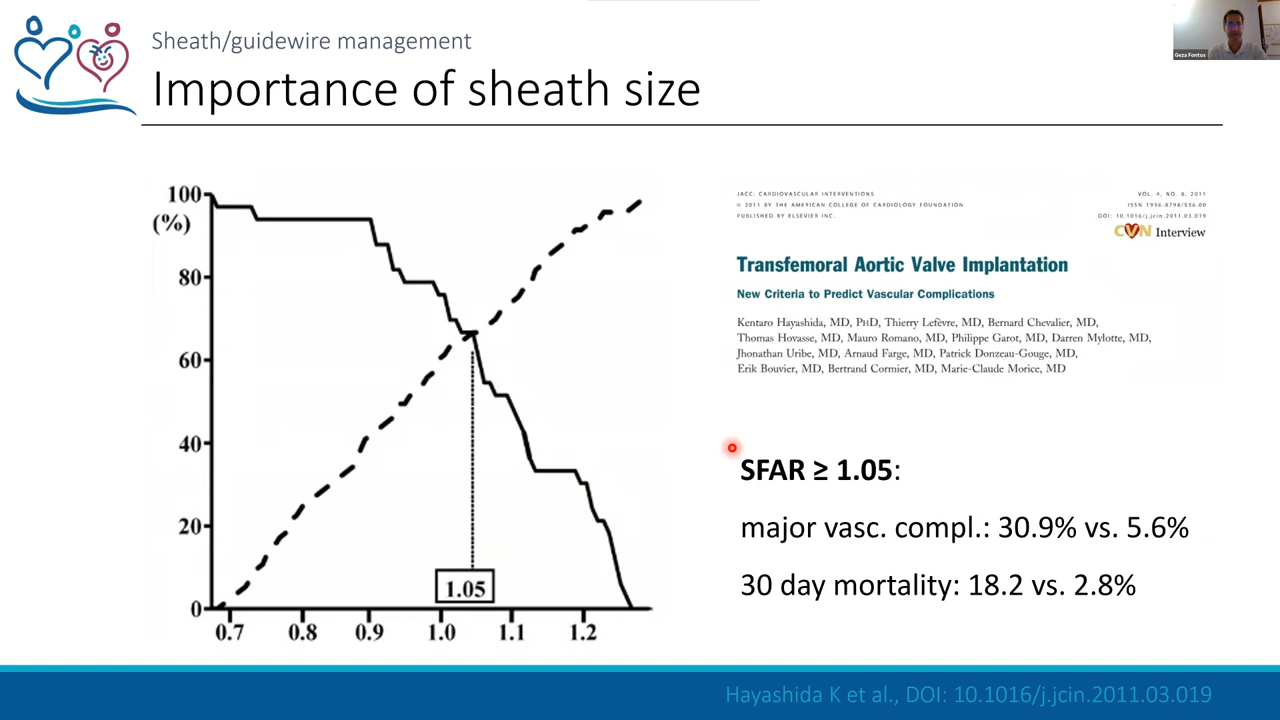 Sheath/guidewire management
Importance of sheath size
Geza Fontos
100
(%)
80
60
40
20
0
1.05
0.7 0.8 0.9 1.0 1.1 1.2
JACC: CARDIOVASCULAR INTERVENTIONS
© 2011 BY THE AMERICAN COLLEGE OF CARDIOLOGY FOUNDATION
PUBLISHED BY ELSEVIER INC.
VOL. 4, NO. 8, 2011
ISSN 1936-8798/$36.00
DOI: 10.1016/j.jcin.2011.03.019
CVN Interview
Transfemoral Aortic Valve Implantation
New Criteria to Predict Vascular Complications
Kentaro Hayashida, MD, PHD, Thierry Lefèvre, MD, Bernard Chevalier, MD,
Thomas Hovasse, MD, Mauro Romano, MD, Philippe Garot, MD, Darren Mylotte, MD,
Jhonathan Uribe, MD, Arnaud Farge, MD, Patrick Donzeau-Gouge, MD,
Erik Bouvier, MD, Bertrand Cormier, MD, Marie-Claude Morice, MD
SFAR ≥ 1.05:
major vasc. compl.: 30.9% vs. 5.6%
30 day mortality: 18.2 vs. 2.8%
Hayashida K et al., DOI: 10.1016/j.jcin.2011.03.019